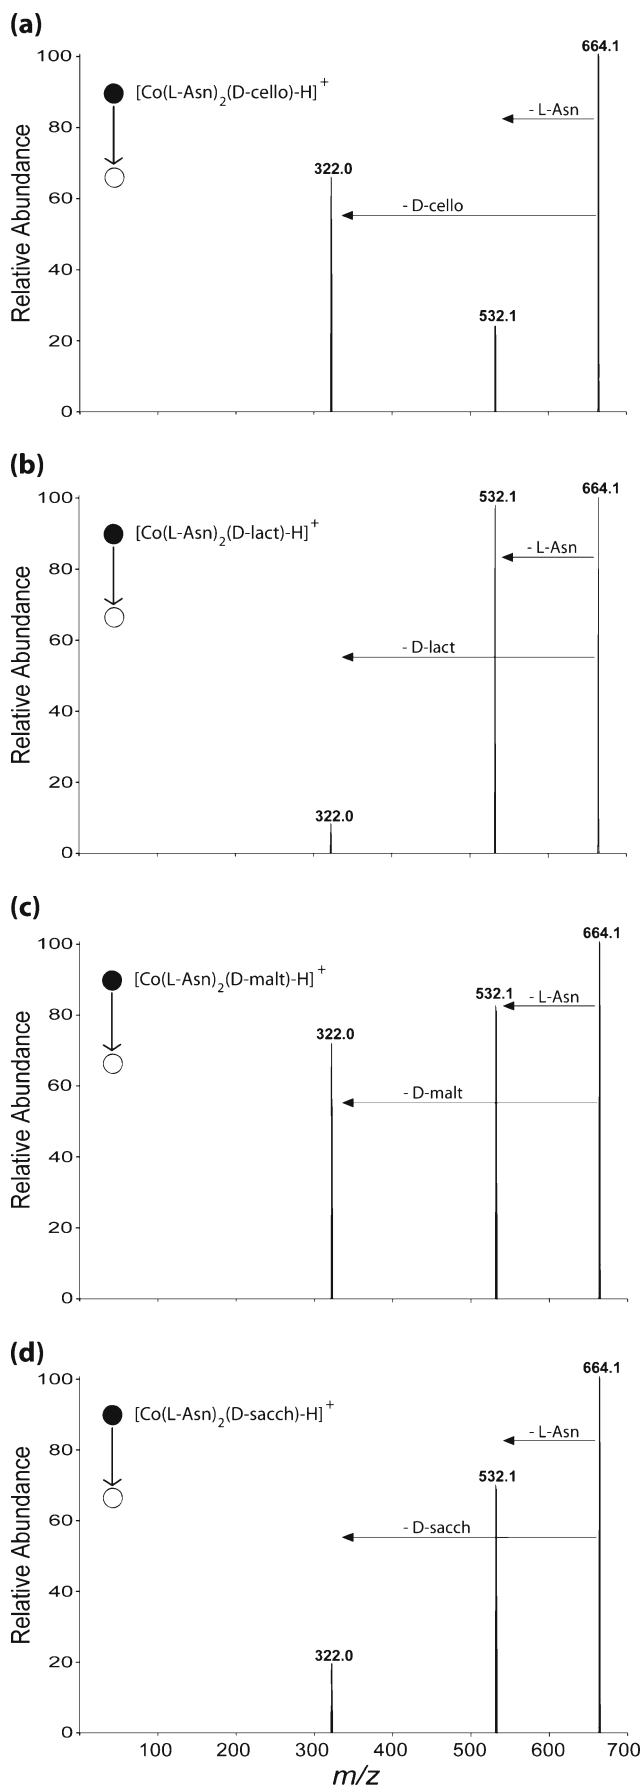 (a)
664.1
100
[Co(L-Asn)2(D-cello)-H]+
- L-Asn
80
322.0
60
- D-cello
Relative Abundance
40
532.1
20
0
(b)
664.1
532.1
100
[Co(L-Asn)2(D-lact)-H]+
- L-Asn
80
60
- D-lact
Relative Abundance
40
20
322.0
0
(c)
664.1
100
[Co(L-Asn)2(D-malt)-H]+
532.1
- L-Asn
80
322.0
60
- D-malt
Relative Abundance
40
20
0
(d)
664.1
100
[Co(L-Asn)2(D-sacch)-H]+
- L-Asn
80
532.1
60
- D-sacch
Relative Abundance
40
322.0
20
0
100 200 300 400 500 600 700
m/z